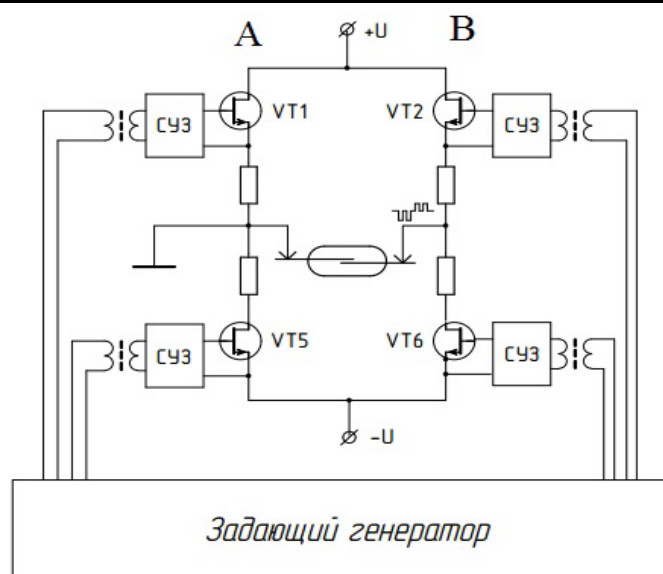 A
B
+U
VT1
VT2
СУЗ
СУЗ
VT5
VT6
СУЗ
СУЗ
-U
Задающий генератор